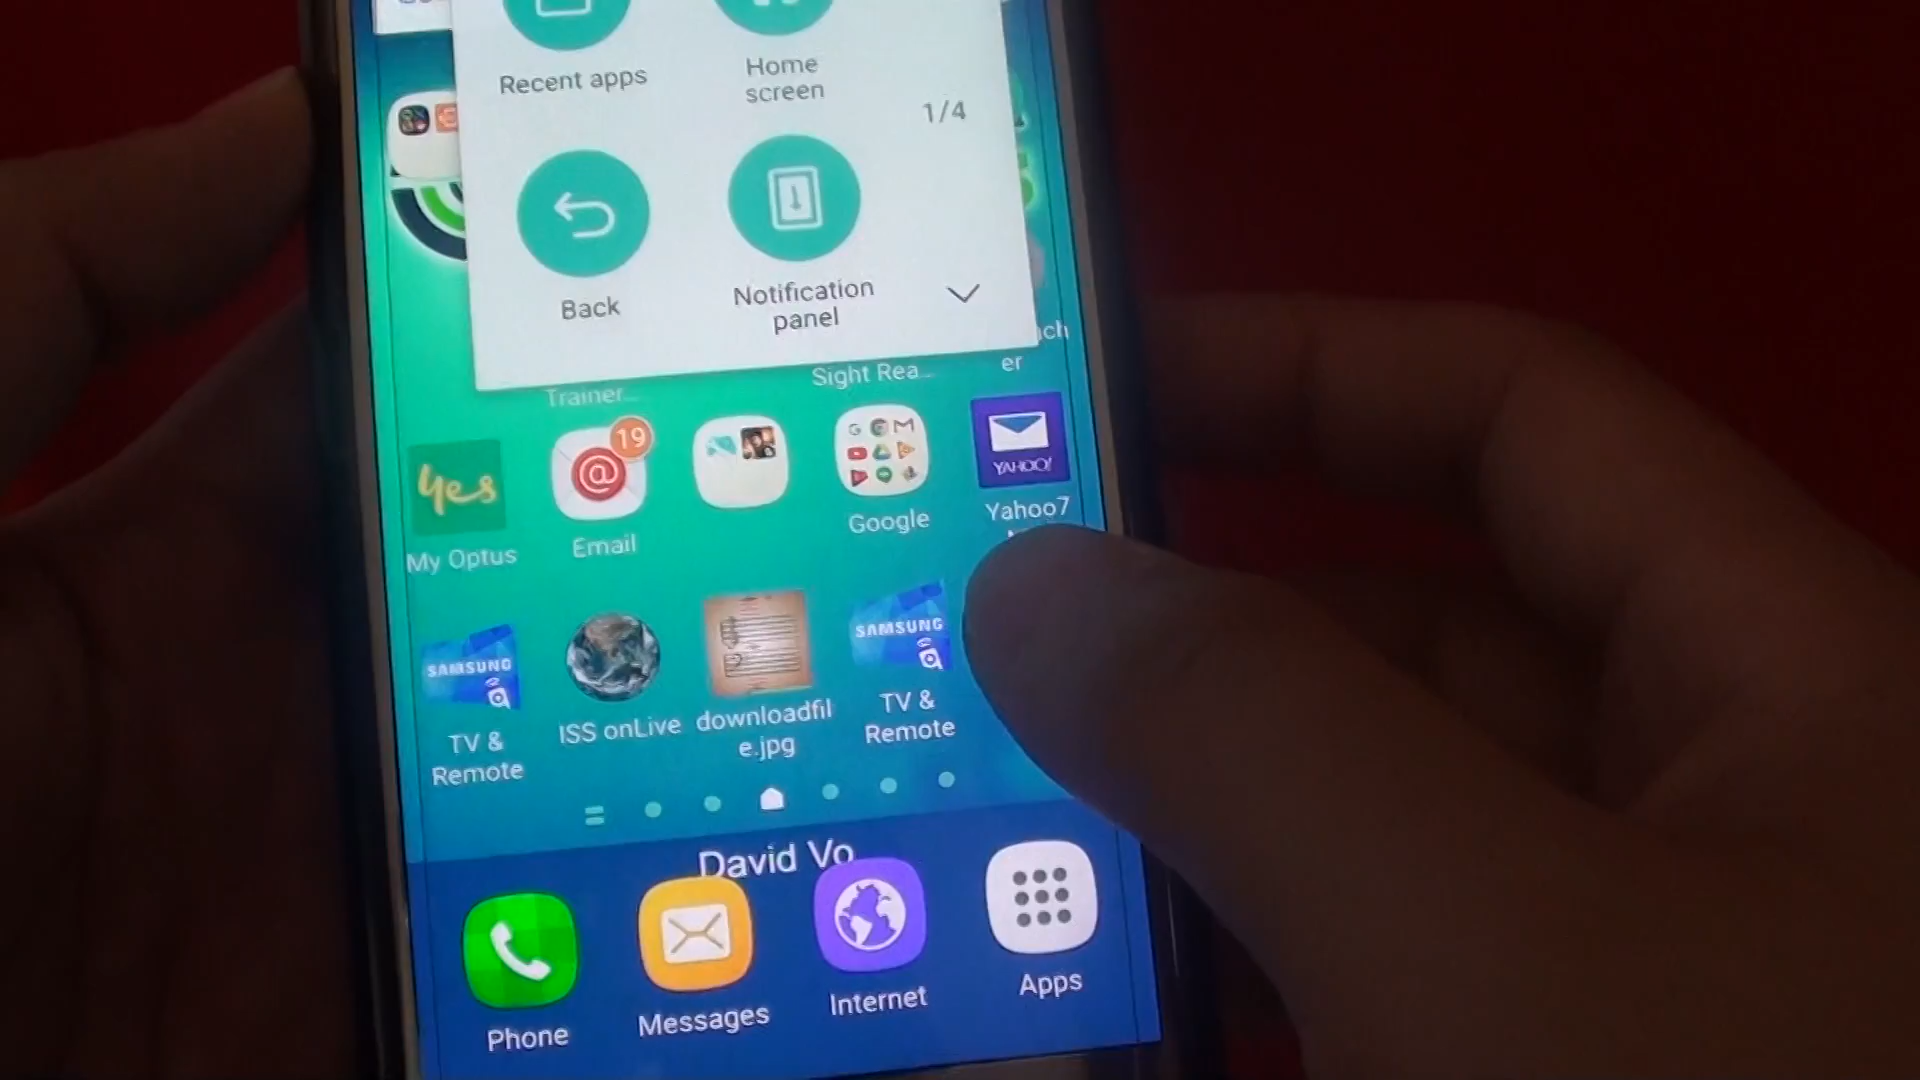 Recent apps
Home
screen
1/4
Back
Notification
panel
Trainer...
Sight Rea...
er
yes
19
YAHOO!
My Optus
Email
Google
Yahoo7
SAMSUNG
SAMSUNG
TV &
Remote
ISS onLive
downloadfil
e.jpg
TV &
Remote
David Vo
Phone
Messages
Internet
Apps